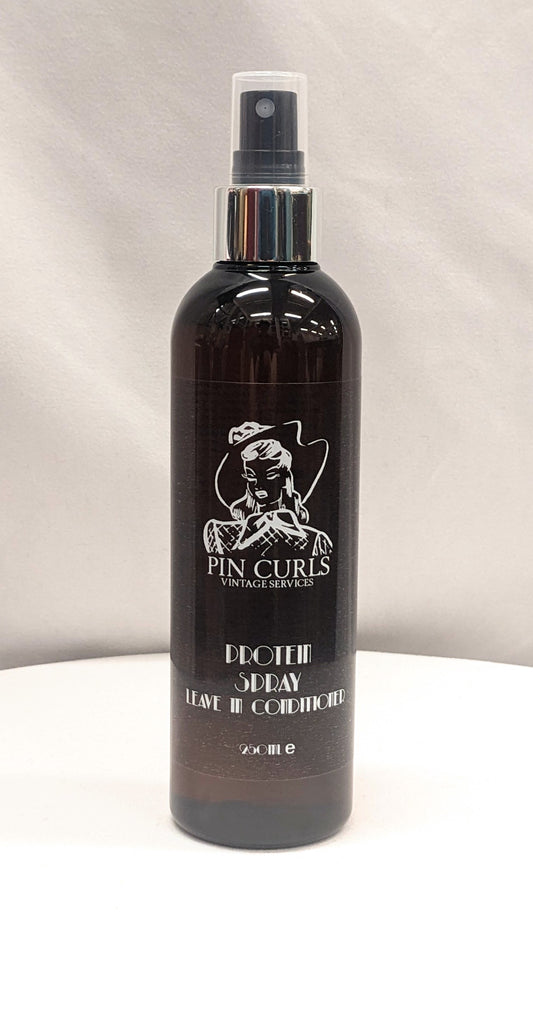 PIN CURLS
VINTAGE SERVICES
PROTEIN
SPRAY
LEAVE IN CONDITIONER
250ML e